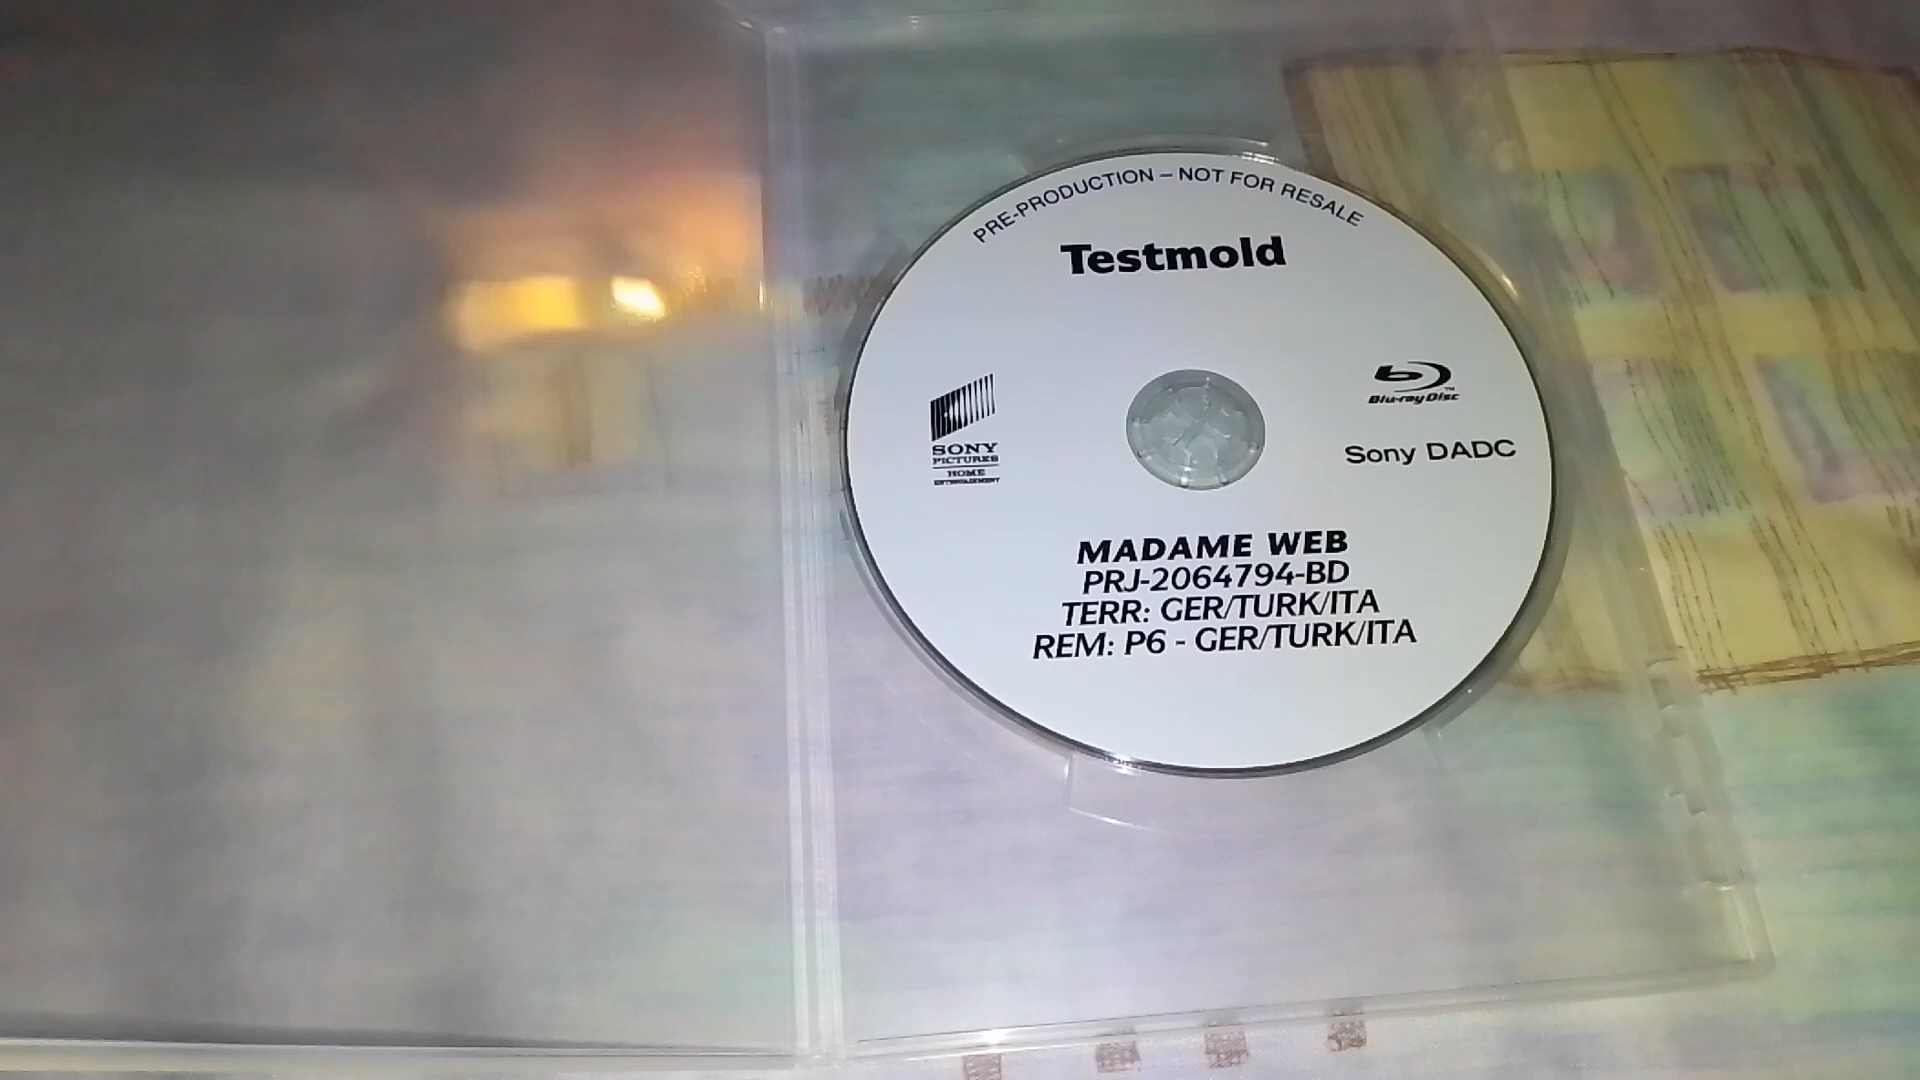 PRE-PRODUCTION – NOT FOR RESALE
Testmold
SONY
PICTURES
HOME
ENTERTAINMENT
Blu-ray Disc™
Sony DADC
MADAME WEB
PRJ-2064794-BD
TERR: GER/TURK/ITA
REM: P6 - GER/TURK/ITA